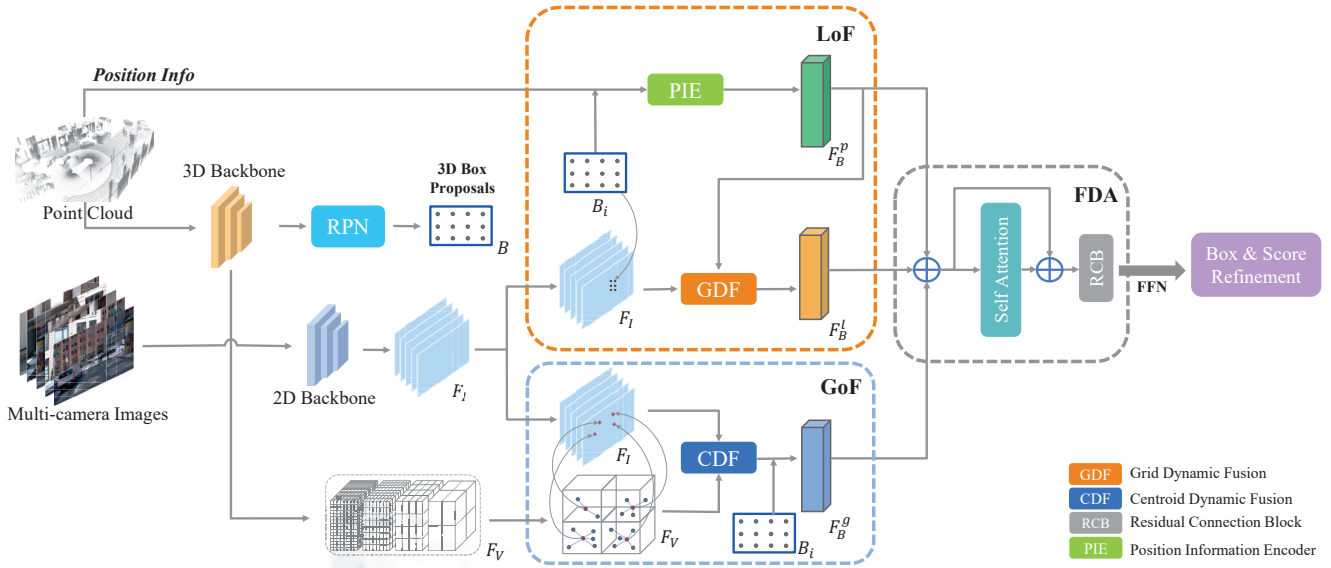 Position Info
Point Cloud
3D Backbone
RPN
3D Box
Proposals
B
Multi-camera Images
2D Backbone
F_I
F_V
LoF
PIE
F_B^p
B_i
F_I
GDF
F_B^l
GoF
F_I
CDF
F_V
B_i
F_B^g
FDA
Self Attention
RCB
FFN
Box & Score
Refinement
GDF Grid Dynamic Fusion
CDF Centroid Dynamic Fusion
RCB Residual Connection Block
PIE Position Information Encoder